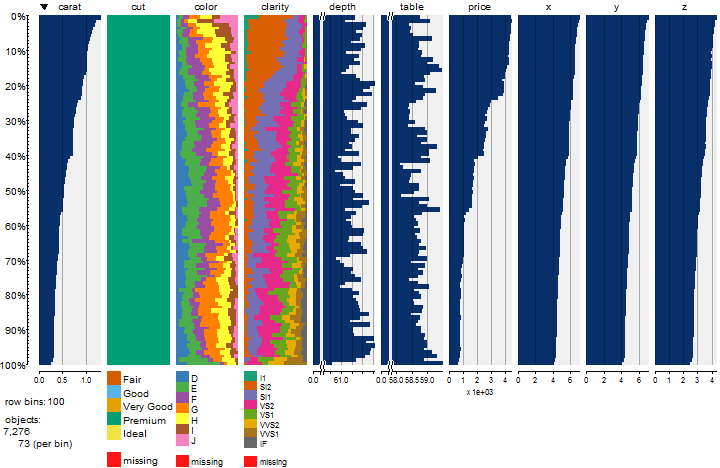 carat cut color clarity depth table price x y z
0%
10%
20%
30%
40%
50%
60%
70%
80%
90%
100%
0.0 0.5 1.0 0.0 61.0 0.0 58.0 58.5 59.0 0 1 2 3 4 0 2 4 6 0 2 4 6 0 1 2 3 4
x 1e+03
row bins: 100
objects:
7,276
73 (per bin)
Fair
Good
Very Good
Premium
Ideal
missing
D
E
F
G
H
I
J
missing
I1
SI2
SI1
VS2
VS1
VVS2
VVS1
IF
missing